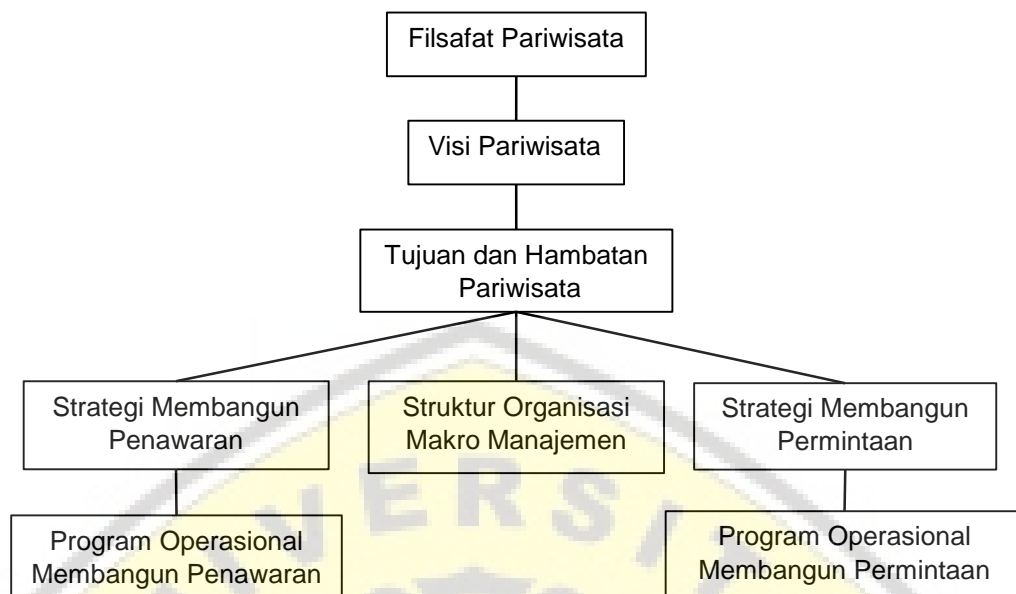 Filsafat Pariwisata
Visi Pariwisata
Tujuan dan Hambatan
Pariwisata
Strategi Membangun
Penawaran
Struktur Organisasi
Makro Manajemen
Strategi Membangun
Permintaan
Program Operasional
Membangun Penawaran
Program Operasional
Membangun Permintaan